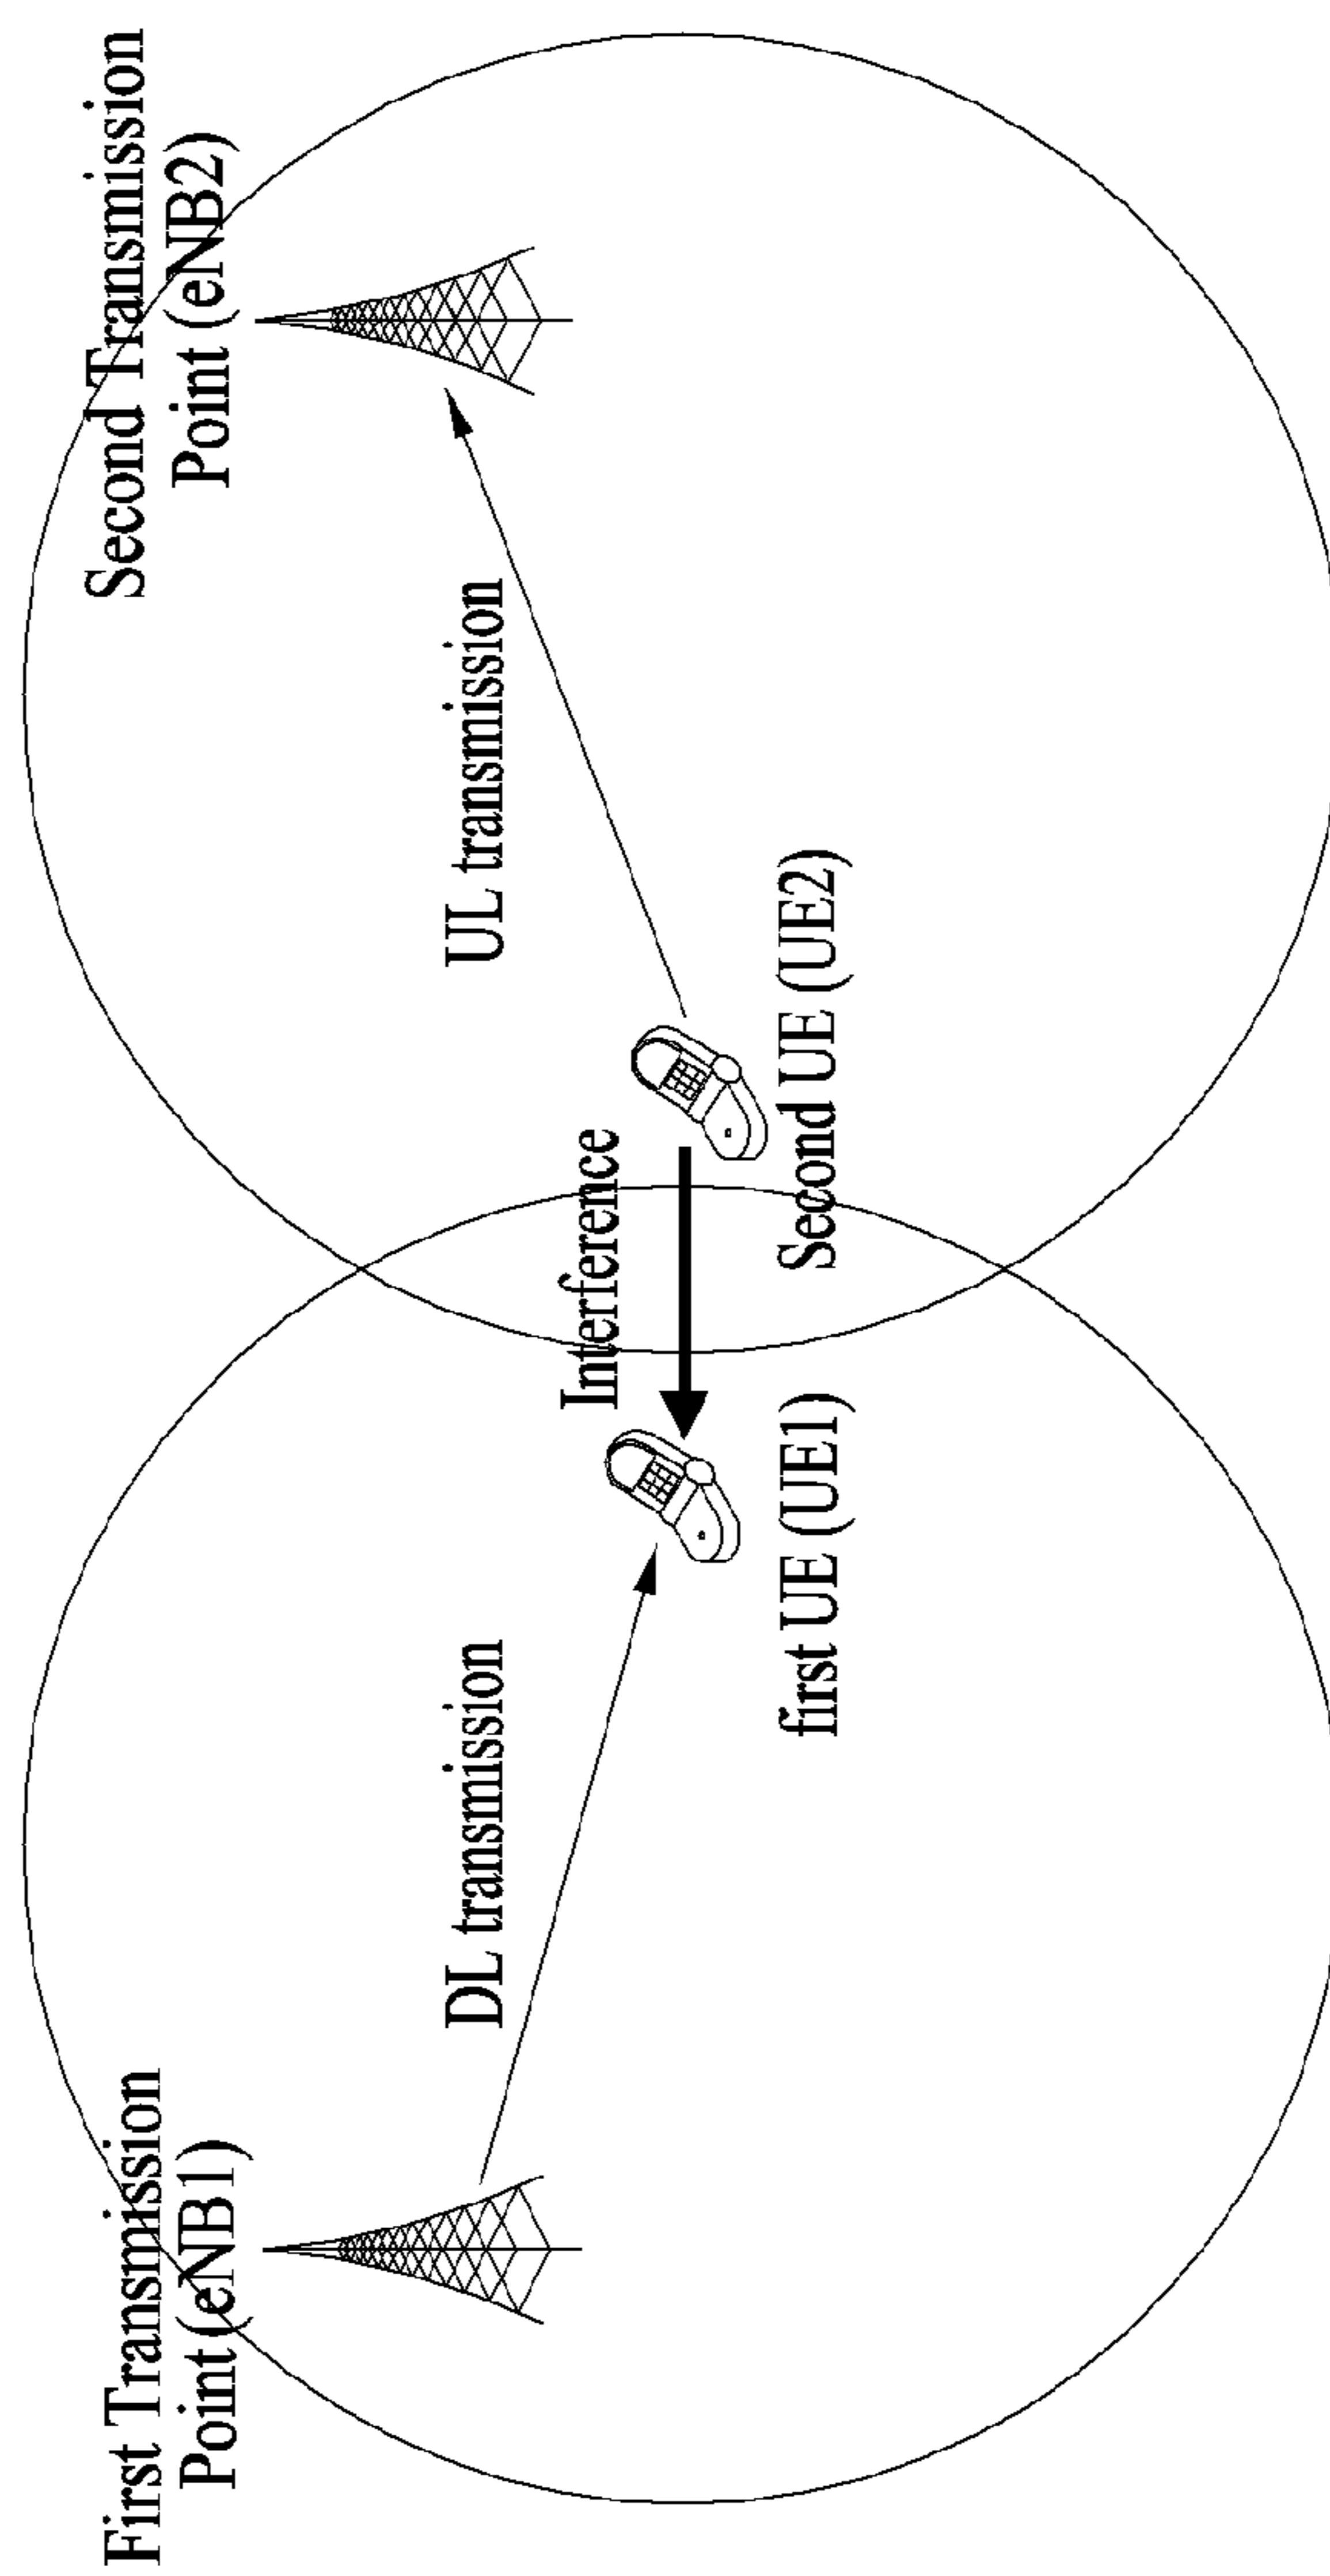 First Transmission
Point (eNB1)
Second Transmission
Point (eNB2)
DL transmission
UL transmission
Interference
first UE (UE1)
Second UE (UE2)